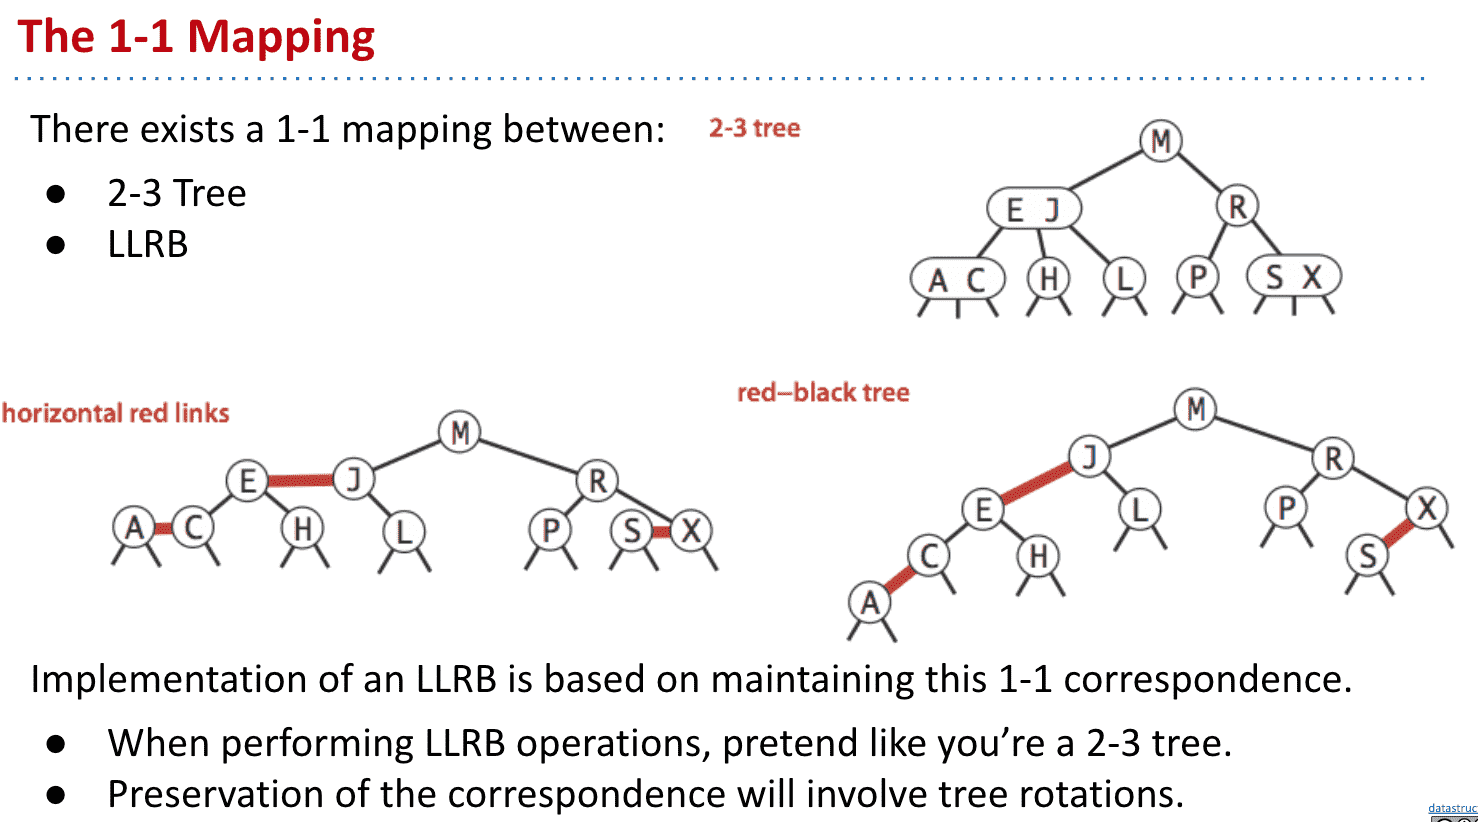 The 1-1 Mapping
There exists a 1-1 mapping between:
● 2-3 Tree
● LLRB
2-3 tree
M
E J
R
A C
H
L
P
S X
horizontal red links
M
E
J
R
A
C
H
L
P
S
X
red–black tree
M
J
R
E
L
P
X
C
H
S
A
Implementation of an LLRB is based on maintaining this 1-1 correspondence.
● When performing LLRB operations, pretend like you’re a 2-3 tree.
● Preservation of the correspondence will involve tree rotations.
datastruc